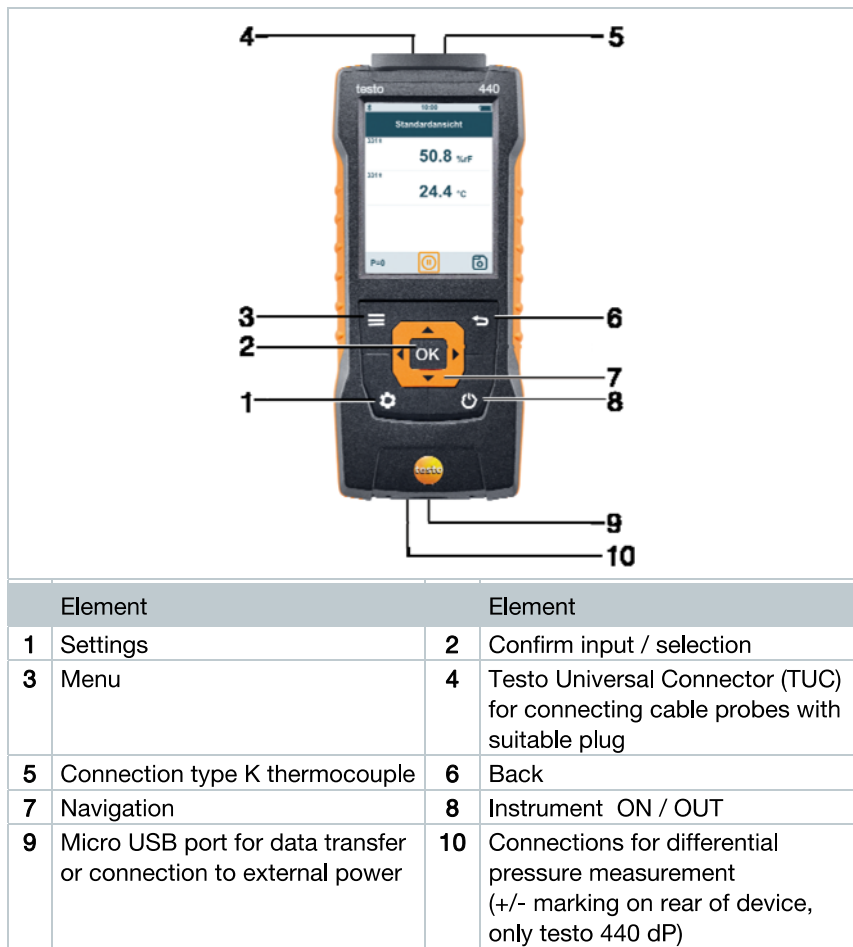 4
5
testo 440
10:00
Standardansicht
3311
50.8 %rF
3311
24.4 °C
P=0
3
6
2
OK
7
1
8
testo
9
10
Element Element
1 Settings 2 Confirm input / selection
3 Menu 4 Testo Universal Connector (TUC)
for connecting cable probes with
suitable plug
5 Connection type K thermocouple 6 Back
7 Navigation 8 Instrument ON / OUT
9 Micro USB port for data transfer
or connection to external power
10 Connections for differential
pressure measurement
(+/- marking on rear of device,
only testo 440 dP)